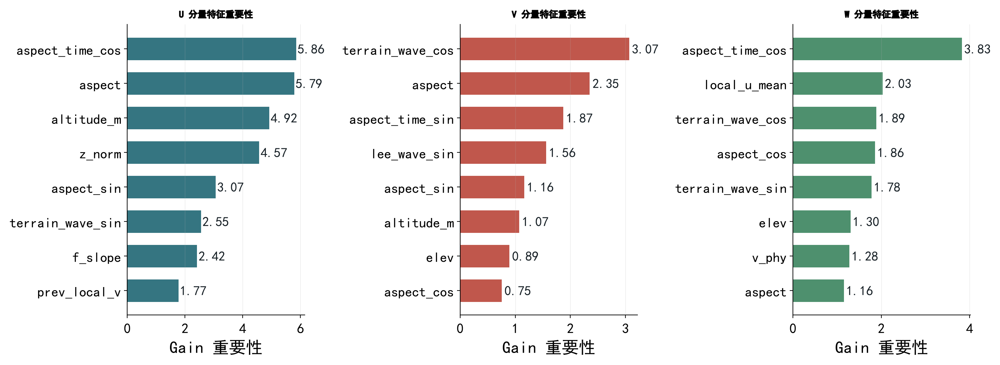 U 分量特征重要性
aspect_time_cos 5.86
aspect 5.79
altitude_m 4.92
z_norm 4.57
aspect_sin 3.07
terrain_wave_sin 2.55
f_slope 2.42
prev_local_v 1.77
0 2 4 6
Gain 重要性
V 分量特征重要性
terrain_wave_cos 3.07
aspect 2.35
aspect_time_sin 1.87
lee_wave_sin 1.56
aspect_sin 1.16
altitude_m 1.07
elev 0.89
aspect_cos 0.75
0 1 2 3
Gain 重要性
W 分量特征重要性
aspect_time_cos 3.83
local_u_mean 2.03
terrain_wave_cos 1.89
aspect_cos 1.86
terrain_wave_sin 1.78
elev 1.30
v_phy 1.28
aspect 1.16
0 2 4
Gain 重要性